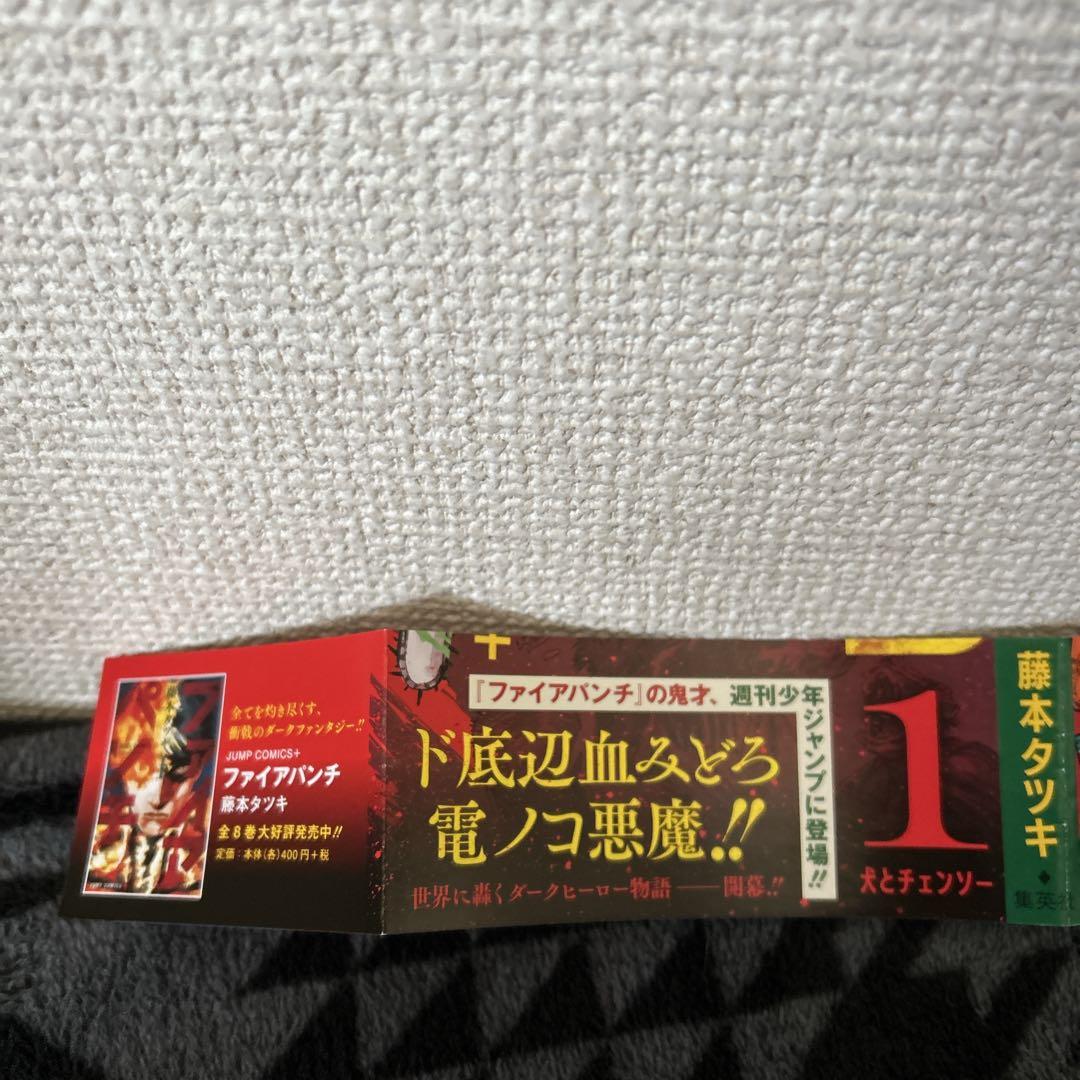 全てを灼き尽くす、
衝戟のダークファンタジー!!
JUMP COMICS+
ファイアパンチ
藤本タツキ
全8巻大好評発売中!!
定価：本体(各)400円+税
JUMP COMICS+
『ファイアパンチ』の鬼才、週刊少年
ジャンプに登場!!
ド底辺血みどろ
電ノコ悪魔!!
世界に轟くダークヒーロー物語——開幕!!
1
犬とチェンソー
藤本タツキ◆
集英社